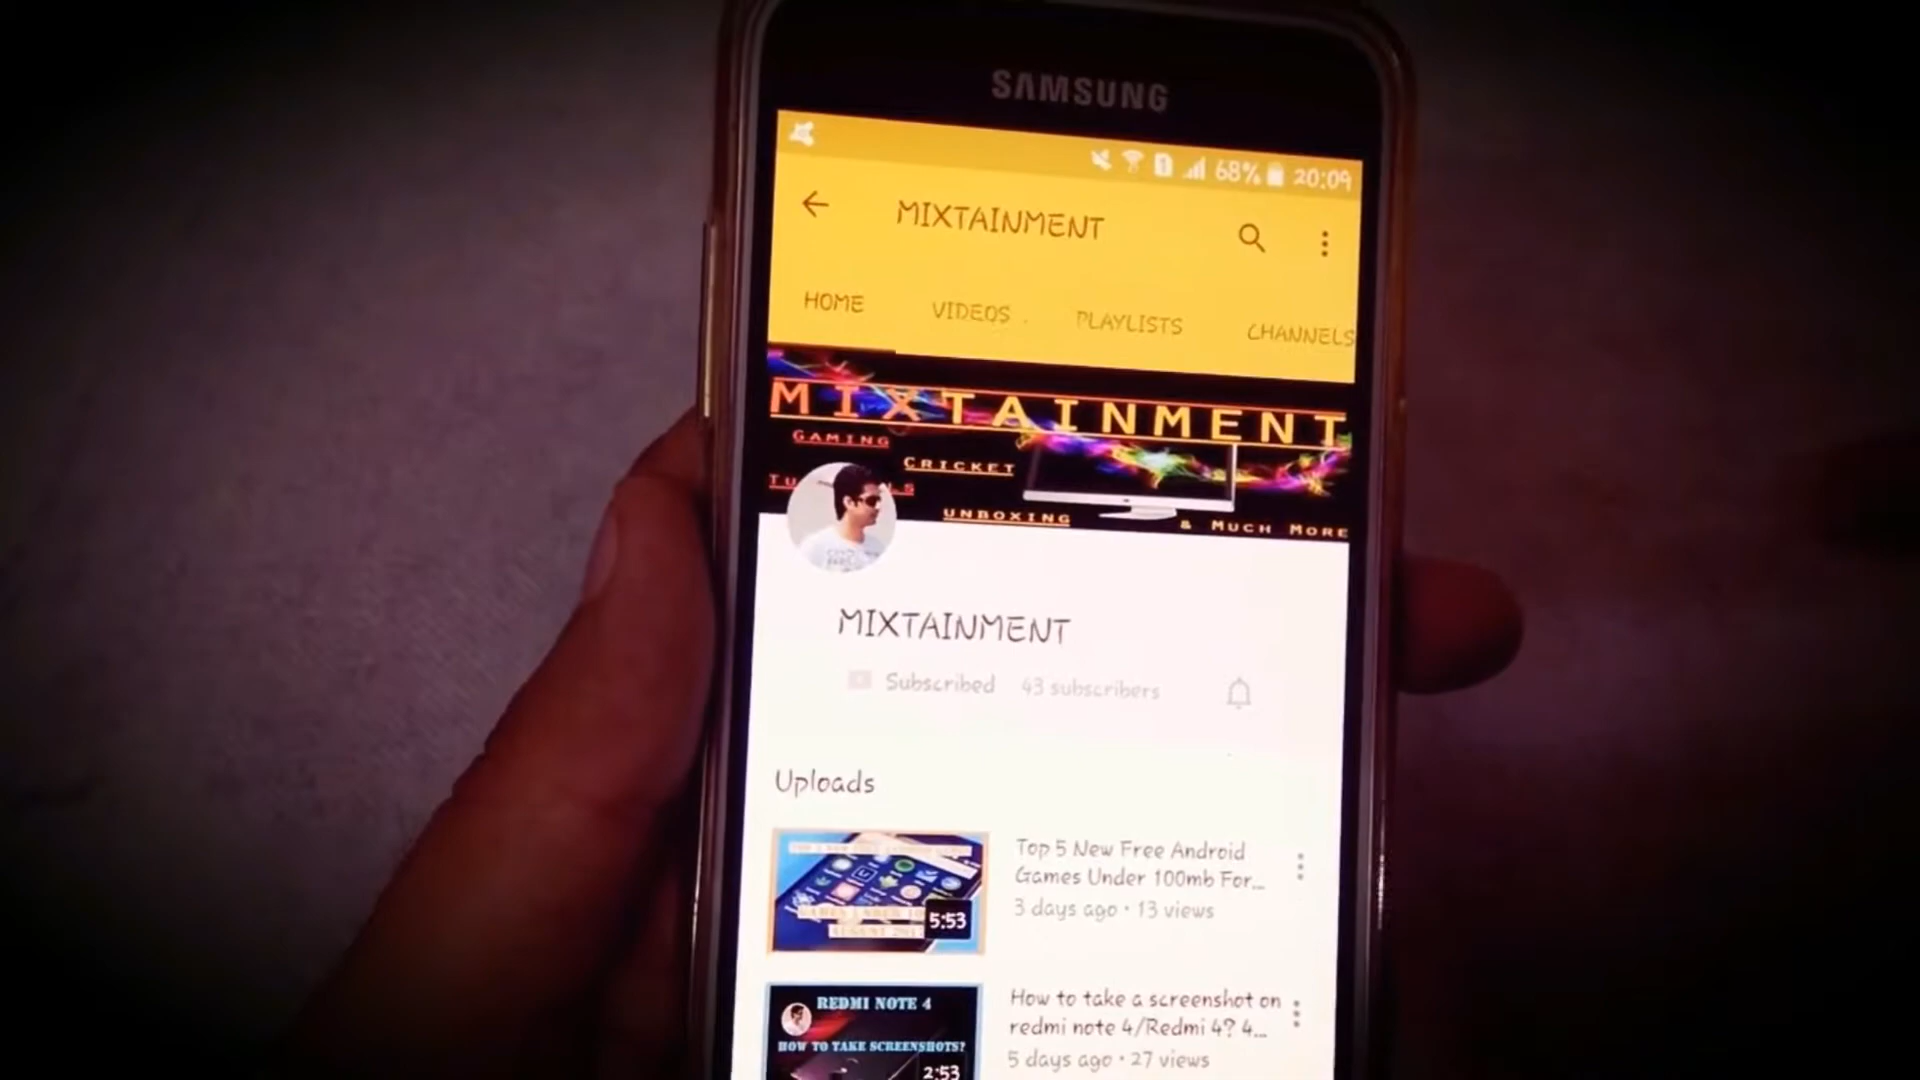 SAMSUNG
68% 20:09
MIXTAINMENT
HOME VIDEOS PLAYLISTS CHANNELS
MIXTAINMENT
GAMING
CRICKET
UNBOXING
& MUCH MORE
MIXTAINMENT
Subscribed 43 subscribers
Uploads
Top 5 New Free Android
Games Under 100mb For...
3 days ago • 13 views
5:53
REDMI NOTE 4
HOW TO TAKE SCREENSHOTS?
2:53
How to take a screenshot on
redmi note 4/Redmi 4? 4...
5 days ago • 27 views